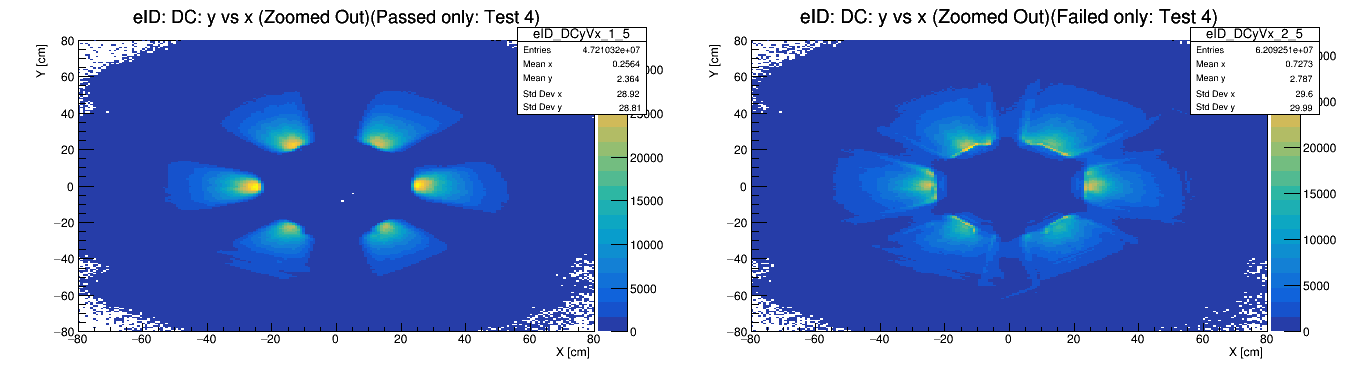 eID: DC: y vs x (Zoomed Out)(Passed only: Test 4)
eID_DCyVx_1_5
Entries 4.721032e+07
Mean x 0.2564
Mean y 2.364
Std Dev x 28.92
Std Dev y 28.81
Y [cm]
80
60
40
20
0
−20
−40
−60
−80
−80 −60 −40 −20 0 20 40 60 80
X [cm]
20000
15000
10000
5000
0
eID: DC: y vs x (Zoomed Out)(Failed only: Test 4)
eID_DCyVx_2_5
Entries 6.209251e+07
Mean x 0.7273
Mean y 2.787
Std Dev x 29.6
Std Dev y 29.99
Y [cm]
80
60
40
20
0
−20
−40
−60
−80
−80 −60 −40 −20 0 20 40 60 80
X [cm]
20000
15000
10000
5000
0